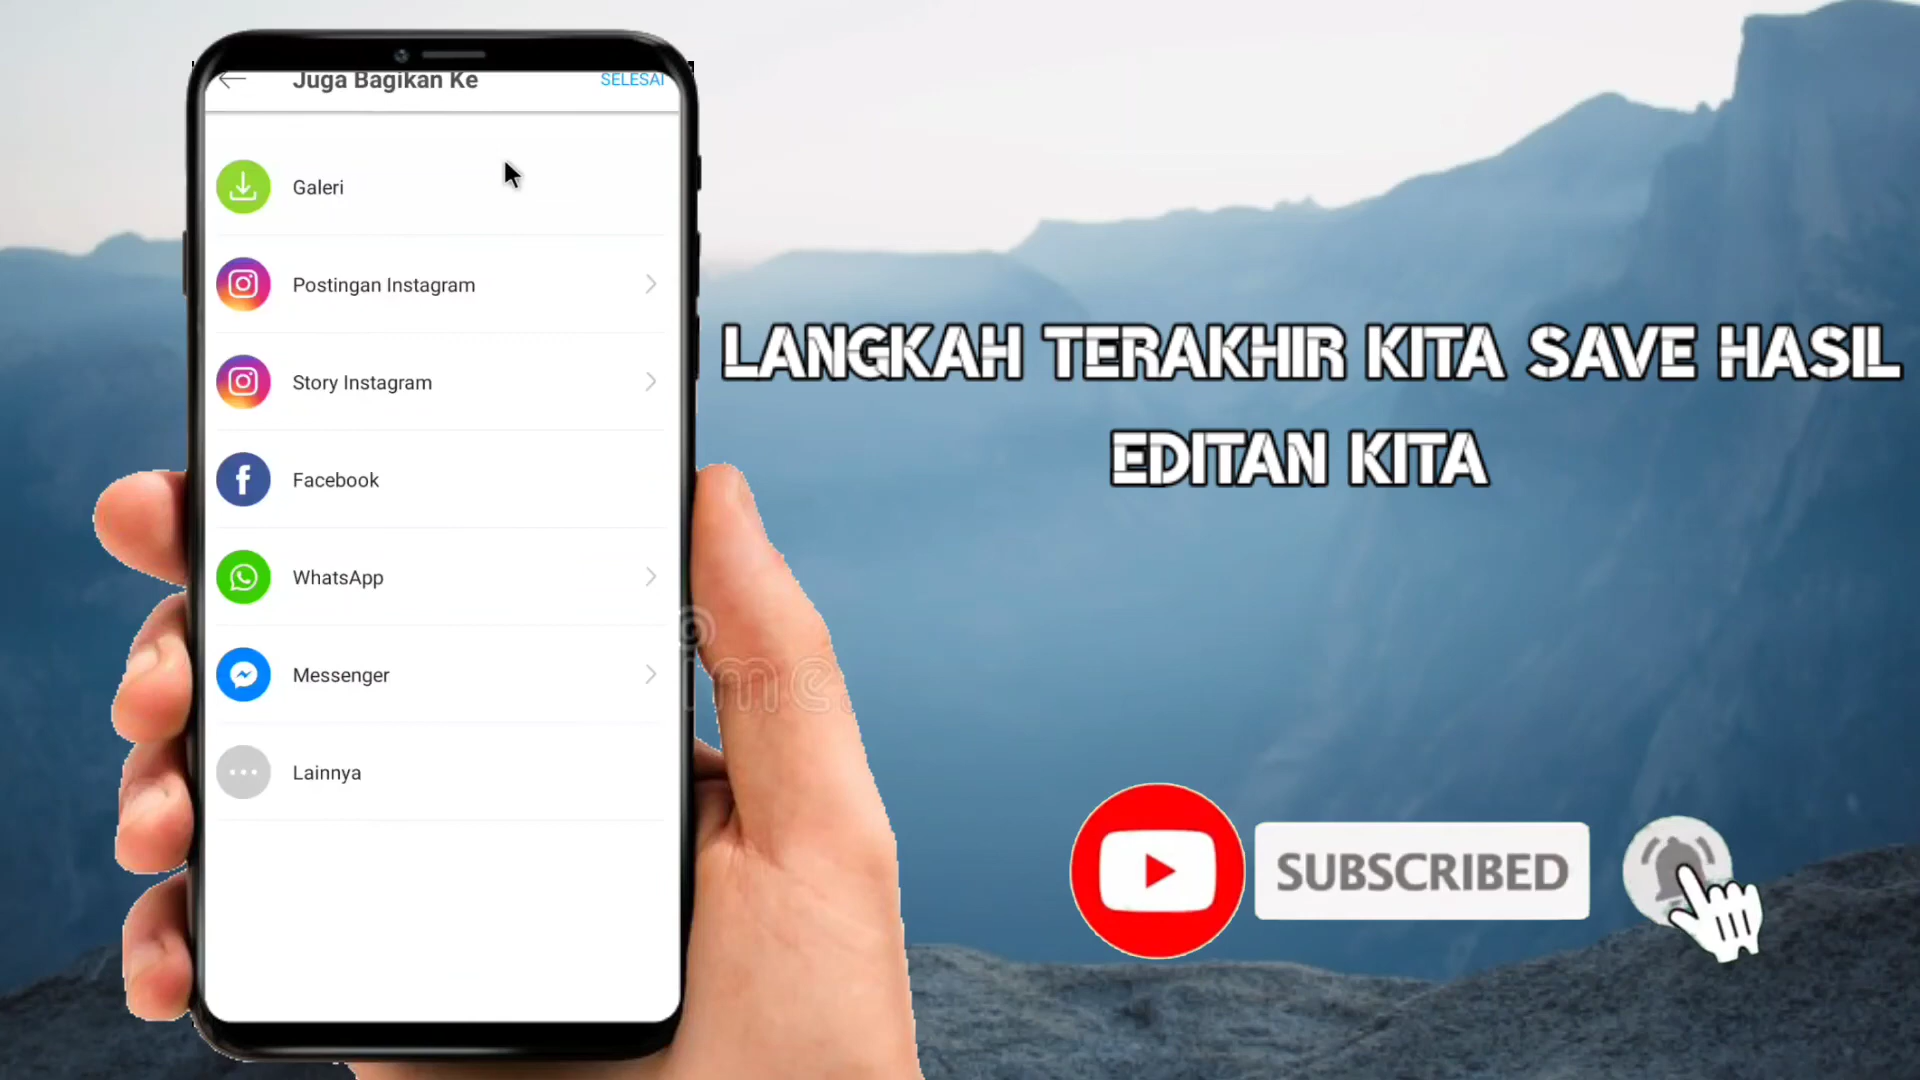 Juga Bagikan Ke
SELESAI
Galeri
Postingan Instagram
Story Instagram
Facebook
WhatsApp
Messenger
Lainnya
LANGKAH TERAKHIR KITA SAVE HASIL
EDITAN KITA
SUBSCRIBED